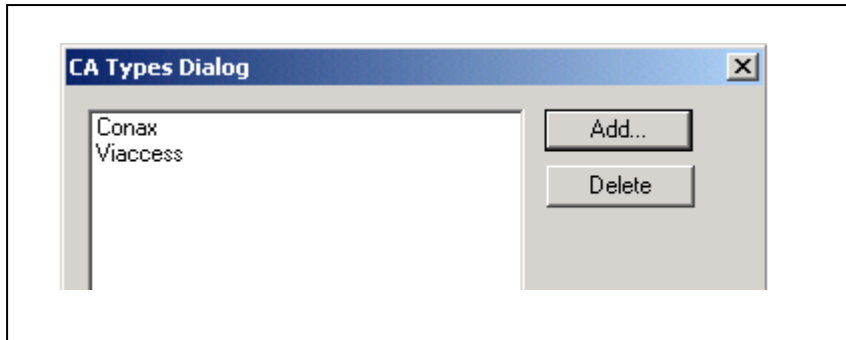 CA Types Dialog
Conax
Viaccess
Add...
Delete